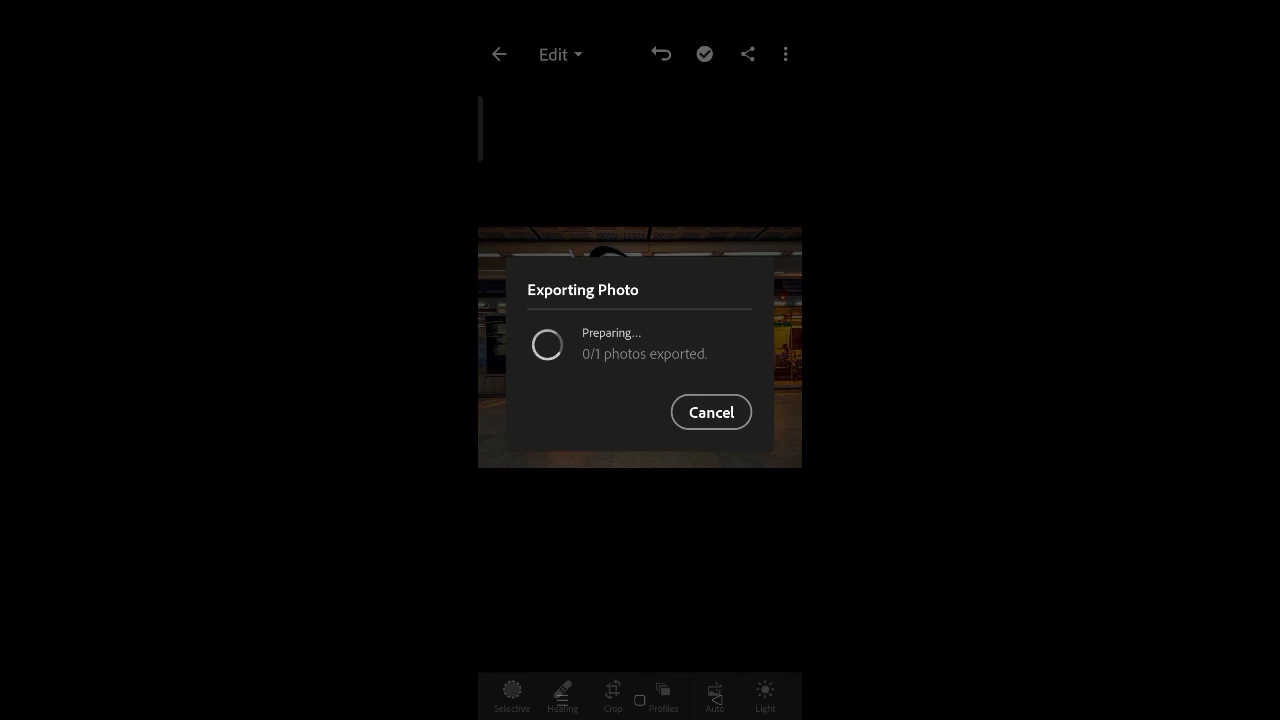 Edit
Exporting Photo
Preparing...
0/1 photos exported.
Cancel
Selective Healing Crop Profiles Auto Light